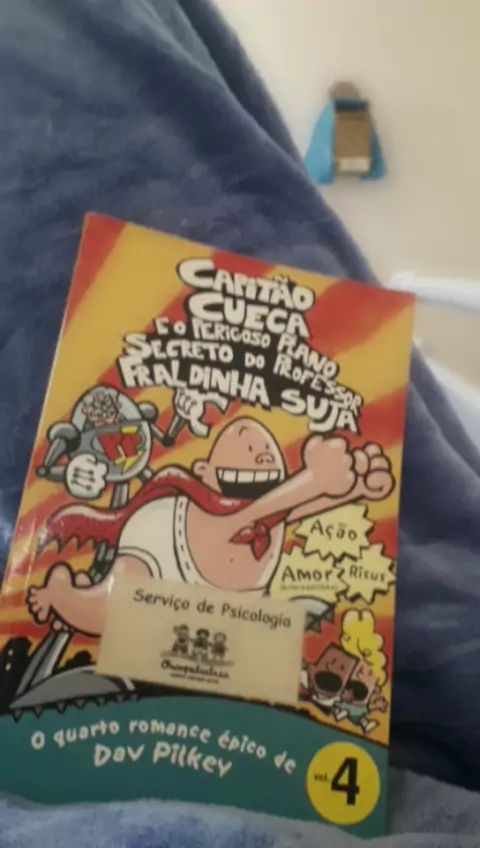 CAPITÃO
CUECA
E O PERIGOSO PLANO
SECRETO DO PROFESSOR
FRALDINHA SUJA
Ação
Amor
Risus
Serviço de Psicologia
O quarto romance épico de
Dav Pilkey
vol. 4